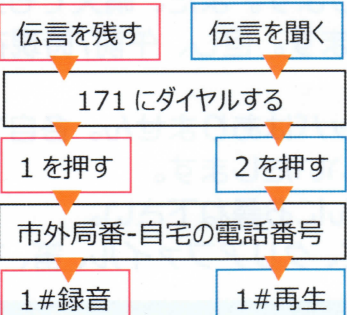 伝言を残す 伝言を聞く
171にダイヤルする
1を押す 2を押す
市外局番-自宅の電話番号
1#録音 1#再生